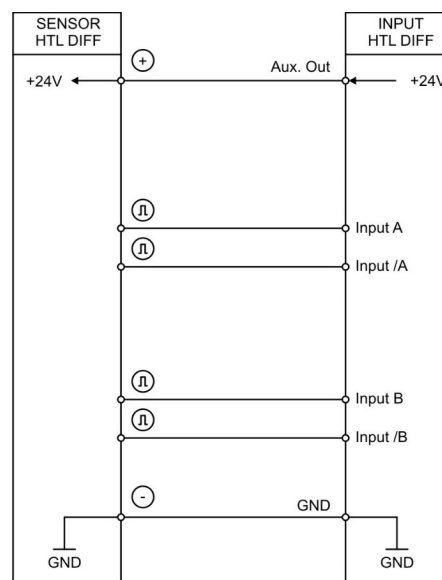 SENSOR
HTL DIFF
INPUT
HTL DIFF
+
Aux. Out
+24V
+24V
Input A
Input /A
Input B
Input /B
-
GND
GND
GND